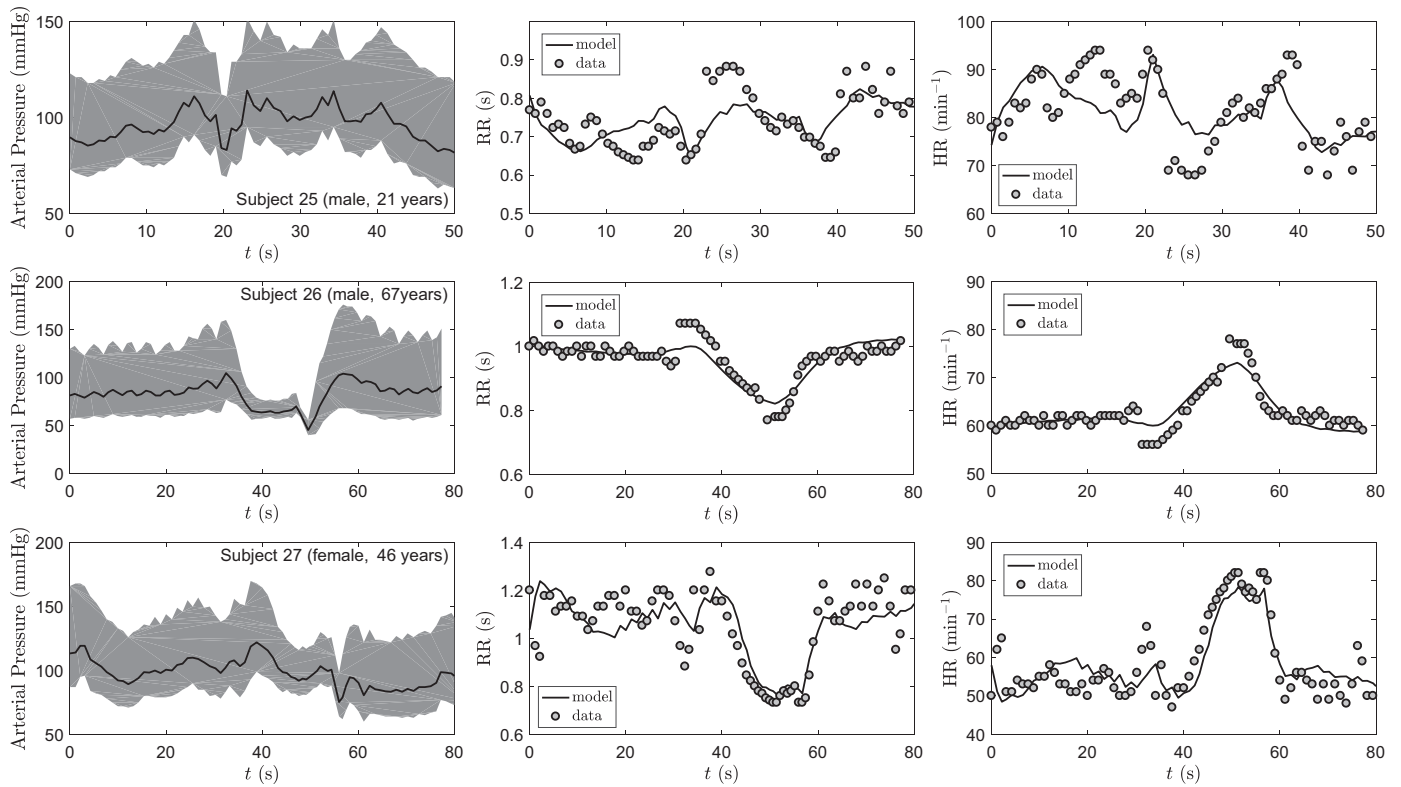 Arterial Pressure (mmHg)
150
100
50
0
10
20
30
40
50
t (s)
Subject 25 (male, 21 years)
RR (s)
0.9
0.8
0.7
0.6
0.5
0
10
20
30
40
50
t (s)
model
data
HR (min⁻¹)
100
90
80
70
60
0
10
20
30
40
50
t (s)
model
data
Arterial Pressure (mmHg)
200
150
100
50
0
0
20
40
60
80
t (s)
Subject 26 (male, 67years)
RR (s)
1.2
1
0.8
0.6
0
20
40
60
80
t (s)
model
data
HR (min⁻¹)
90
80
70
60
50
0
20
40
60
80
t (s)
model
data
Arterial Pressure (mmHg)
200
150
100
50
0
20
40
60
80
t (s)
Subject 27 (female, 46 years)
RR (s)
1.4
1.2
1
0.8
0.6
0
20
40
60
80
t (s)
model
data
HR (min⁻¹)
90
80
70
60
50
40
0
20
40
60
80
t (s)
model
data